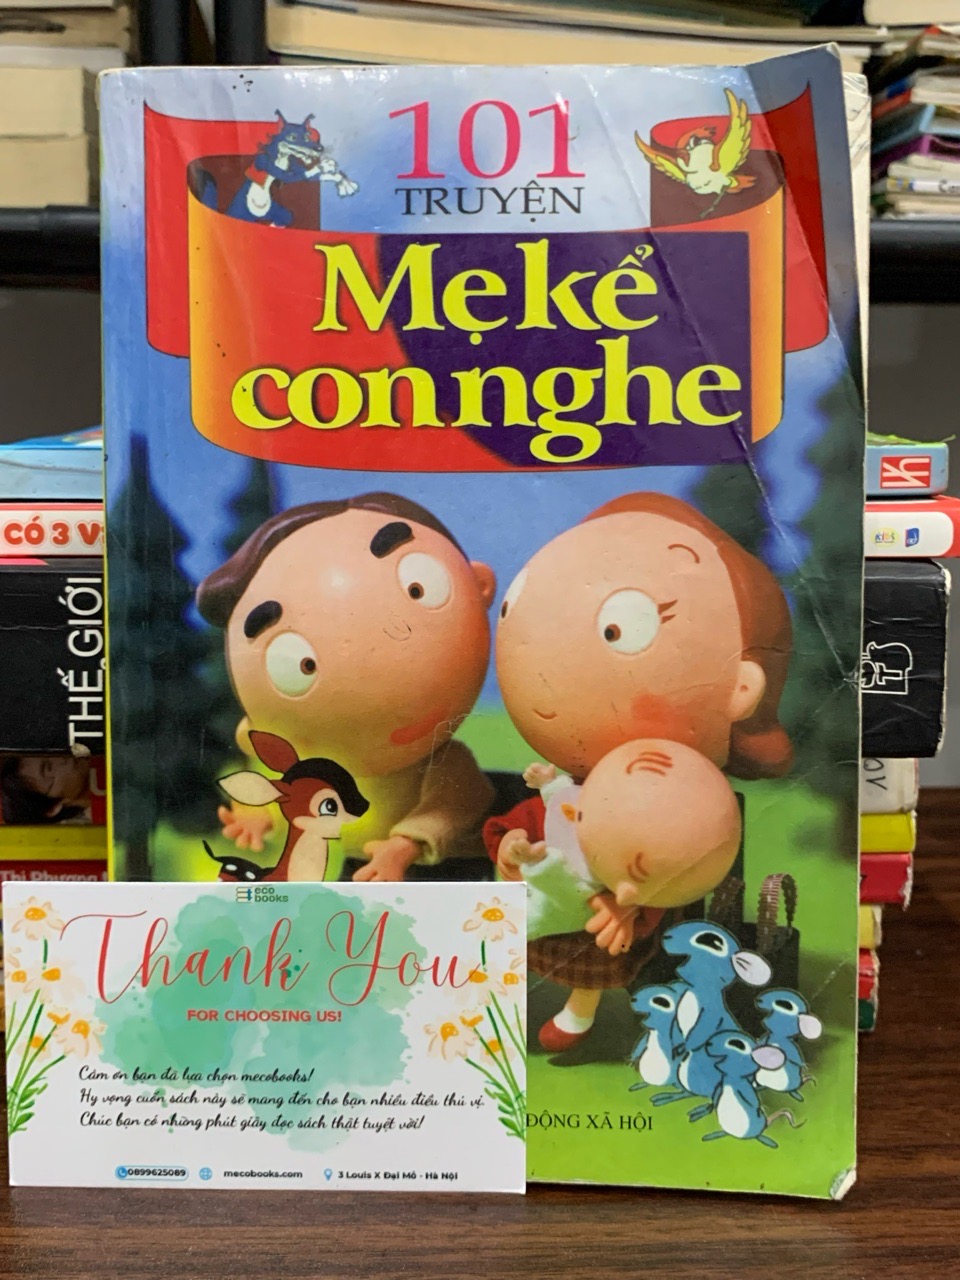 101
TRUYỆN
Mẹ kể
con nghe
CÓ 3 V
THẾ GIỚI
10
Thi Phương
eco
books
Thank You
FOR CHOOSING US!
Cảm ơn bạn đã lựa chọn mecobooks!
Hy vọng cuốn sách này sẽ mang đến cho bạn nhiều điều thú vị.
Chúc bạn có những phút giây đọc sách thật tuyệt vời!
0899625089 mecobooks.com 3 Louis X Đại Mỗ - Hà Nội
ĐỘNG XÃ HỘI